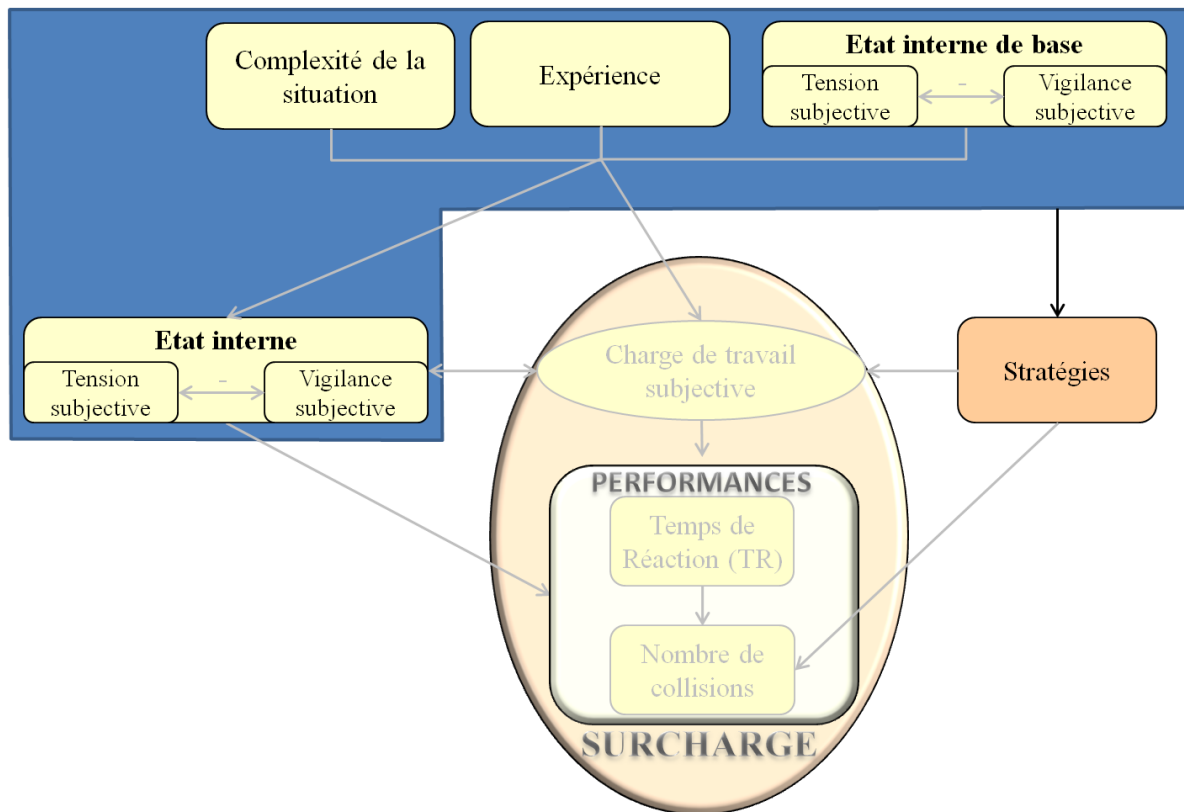 Complexité de la
situation
Expérience
Etat interne de base
Tension
subjective
-
Vigilance
subjective
Etat interne
Tension
subjective
-
Vigilance
subjective
Charge de travail
subjective
Stratégies
PERFORMANCES
Temps de
Réaction (TR)
Nombre de
collisions
SURCHARGE